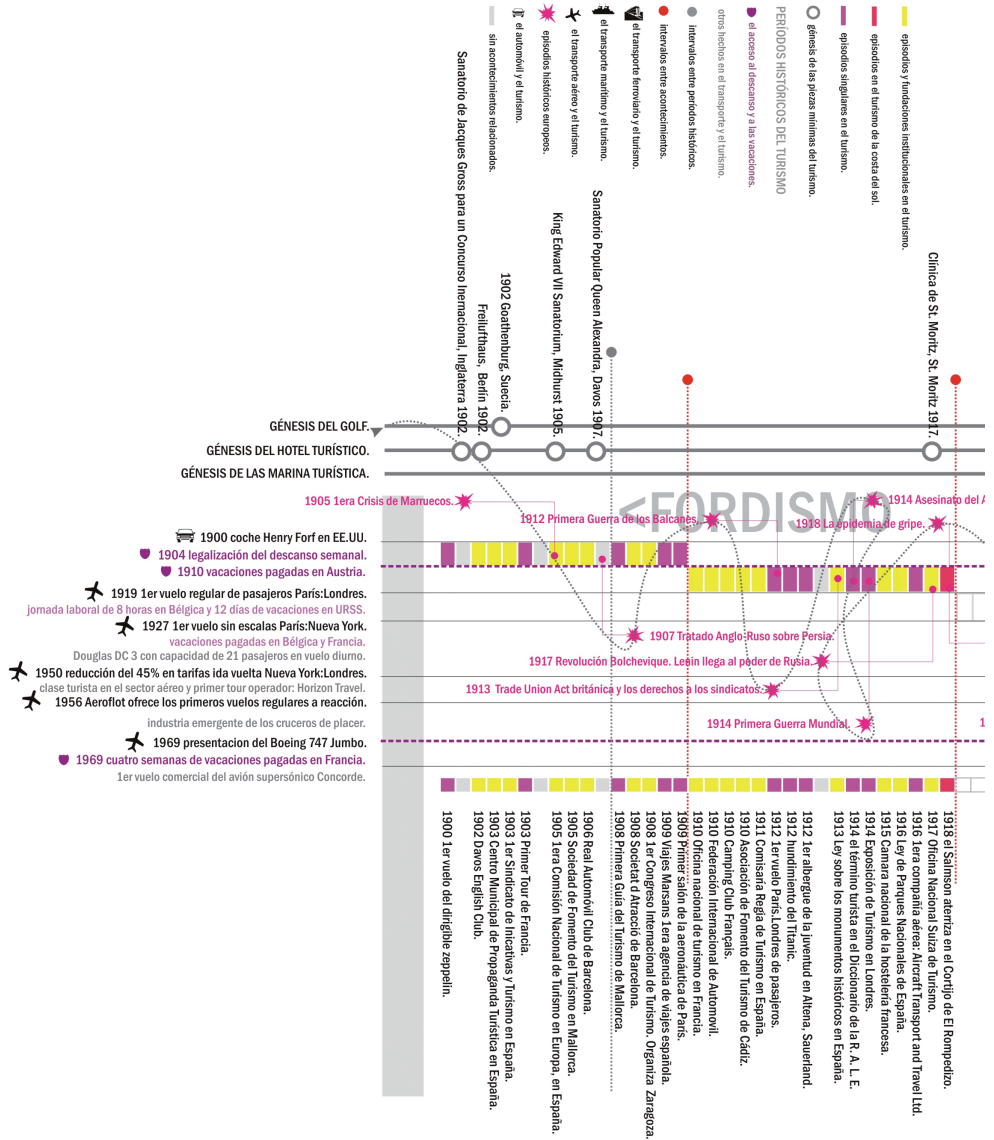 episodios y fundaciones institucionales en el turismo.
episodios en el turismo de la costa del sol.
episodios singulares en el turismo.
génesis de las piezas mínimas del turismo.
PERÍODOS HISTÓRICOS DEL TURISMO
el acceso al descanso y a las vacaciones.
otros hechos en el transporte y el turismo.
intervalos entre períodos históricos.
intervalos entre acontecimientos.
el transporte ferroviario y el turismo.
el transporte marítimo y el turismo.
el transporte aéreo y el turismo.
episodios históricos europeos.
el automóvil y el turismo.
sin acontecimientos relacionados.
Sanatorio de Jacques Gross para un Concurso Inernacional, Inglaterra 1902.
Freilufthaus, Berlín 1902.
1902 Goathenburg, Suecia.
King Edward VII Sanatorium, Midhurst 1905.
Sanatorio Popular Queen Alexandra, Davos 1907.
Clínica de St. Moritz, St. Moritz 1917.
GÉNESIS DEL GOLF.
GÉNESIS DEL HOTEL TURÍSTICO.
GÉNESIS DE LAS MARINA TURÍSTICA.
<FORDISMO
1905 1era Crisis de Marruecos.
1914 Asesinato del A
1912 Primera Guerra de los Balcanes.
1918 La epidemia de gripe.
1900 coche Henry Forf en EE.UU.
1904 legalización del descanso semanal.
1910 vacaciones pagadas en Austria.
1919 1er vuelo regular de pasajeros París:Londres.
jornada laboral de 8 horas en Bélgica y 12 días de vacaciones en URSS.
1927 1er vuelo sin escalas París:Nueva York.
vacaciones pagadas en Bélgica y Francia.
Douglas DC 3 con capacidad de 21 pasajeros en vuelo diurno.
1950 reducción del 45% en tarifas ida vuelta Nueva York:Londres.
clase turista en el sector aéreo y primer tour operador: Horizon Travel.
1956 Aeroflot ofrece los primeros vuelos regulares a reacción.
industria emergente de los cruceros de placer.
1969 presentacion del Boeing 747 Jumbo.
1969 cuatro semanas de vacaciones pagadas en Francia.
1er vuelo comercial del avión supersónico Concorde.
1907 Tratado Anglo-Ruso sobre Persia.
1917 Revolución Bolchevique. Lenin llega al poder de Rusia.
1913 Trade Union Act británica y los derechos a los sindicatos.
1914 Primera Guerra Mundial.
1
1900 1er vuelo del dirigible zeppelin.
1902 Davos English Club.
1903 Centro Municipal de Propaganda Turística en España.
1903 1er Sindicato de Iniciativas y Turismo en España.
1903 Primer Tour de Francia.
1905 1era Comisión Nacional de Turismo en Europa, en España.
1905 Sociedad de Fomento del Turismo en Mallorca.
1906 Real Automóvil Club de Barcelona.
1908 Primera Guía del Turismo de Mallorca.
1908 Societat d Atracció de Barcelona.
1908 1er Congreso Internacional de Turismo. Organiza Zaragoza.
1909 Viajes Marsans 1era agencia de viajes española.
1909 Primer salón de la aeronáutica de París.
1910 Oficina nacional de turismo en Francia.
1910 Federación Internacional de Automovil.
1910 Camping Club Français.
1910 Asociación de Fomento del Turismo de Cádiz.
1911 Comisaría Regia de Turismo en España.
1912 1er vuelo París.Londres de pasajeros.
1912 hundimiento del Titanic.
1912 1er albergue de la juventud en Altena, Sauerland.
1913 Ley sobre los monumentos históricos en España.
1914 el término turista en el Diccionario de la R. A. L. E.
1914 Exposición de Turismo en Londres.
1915 Camara nacional de la hostelería francesa.
1916 Ley de Parques Nacionales de España.
1916 1era compañía aérea: Aircraft Transport and Travel Ltd.
1917 Oficina Nacional Suiza de Turismo.
1918 el Salmson aterriza en el Cortijo de El Rompedizo.